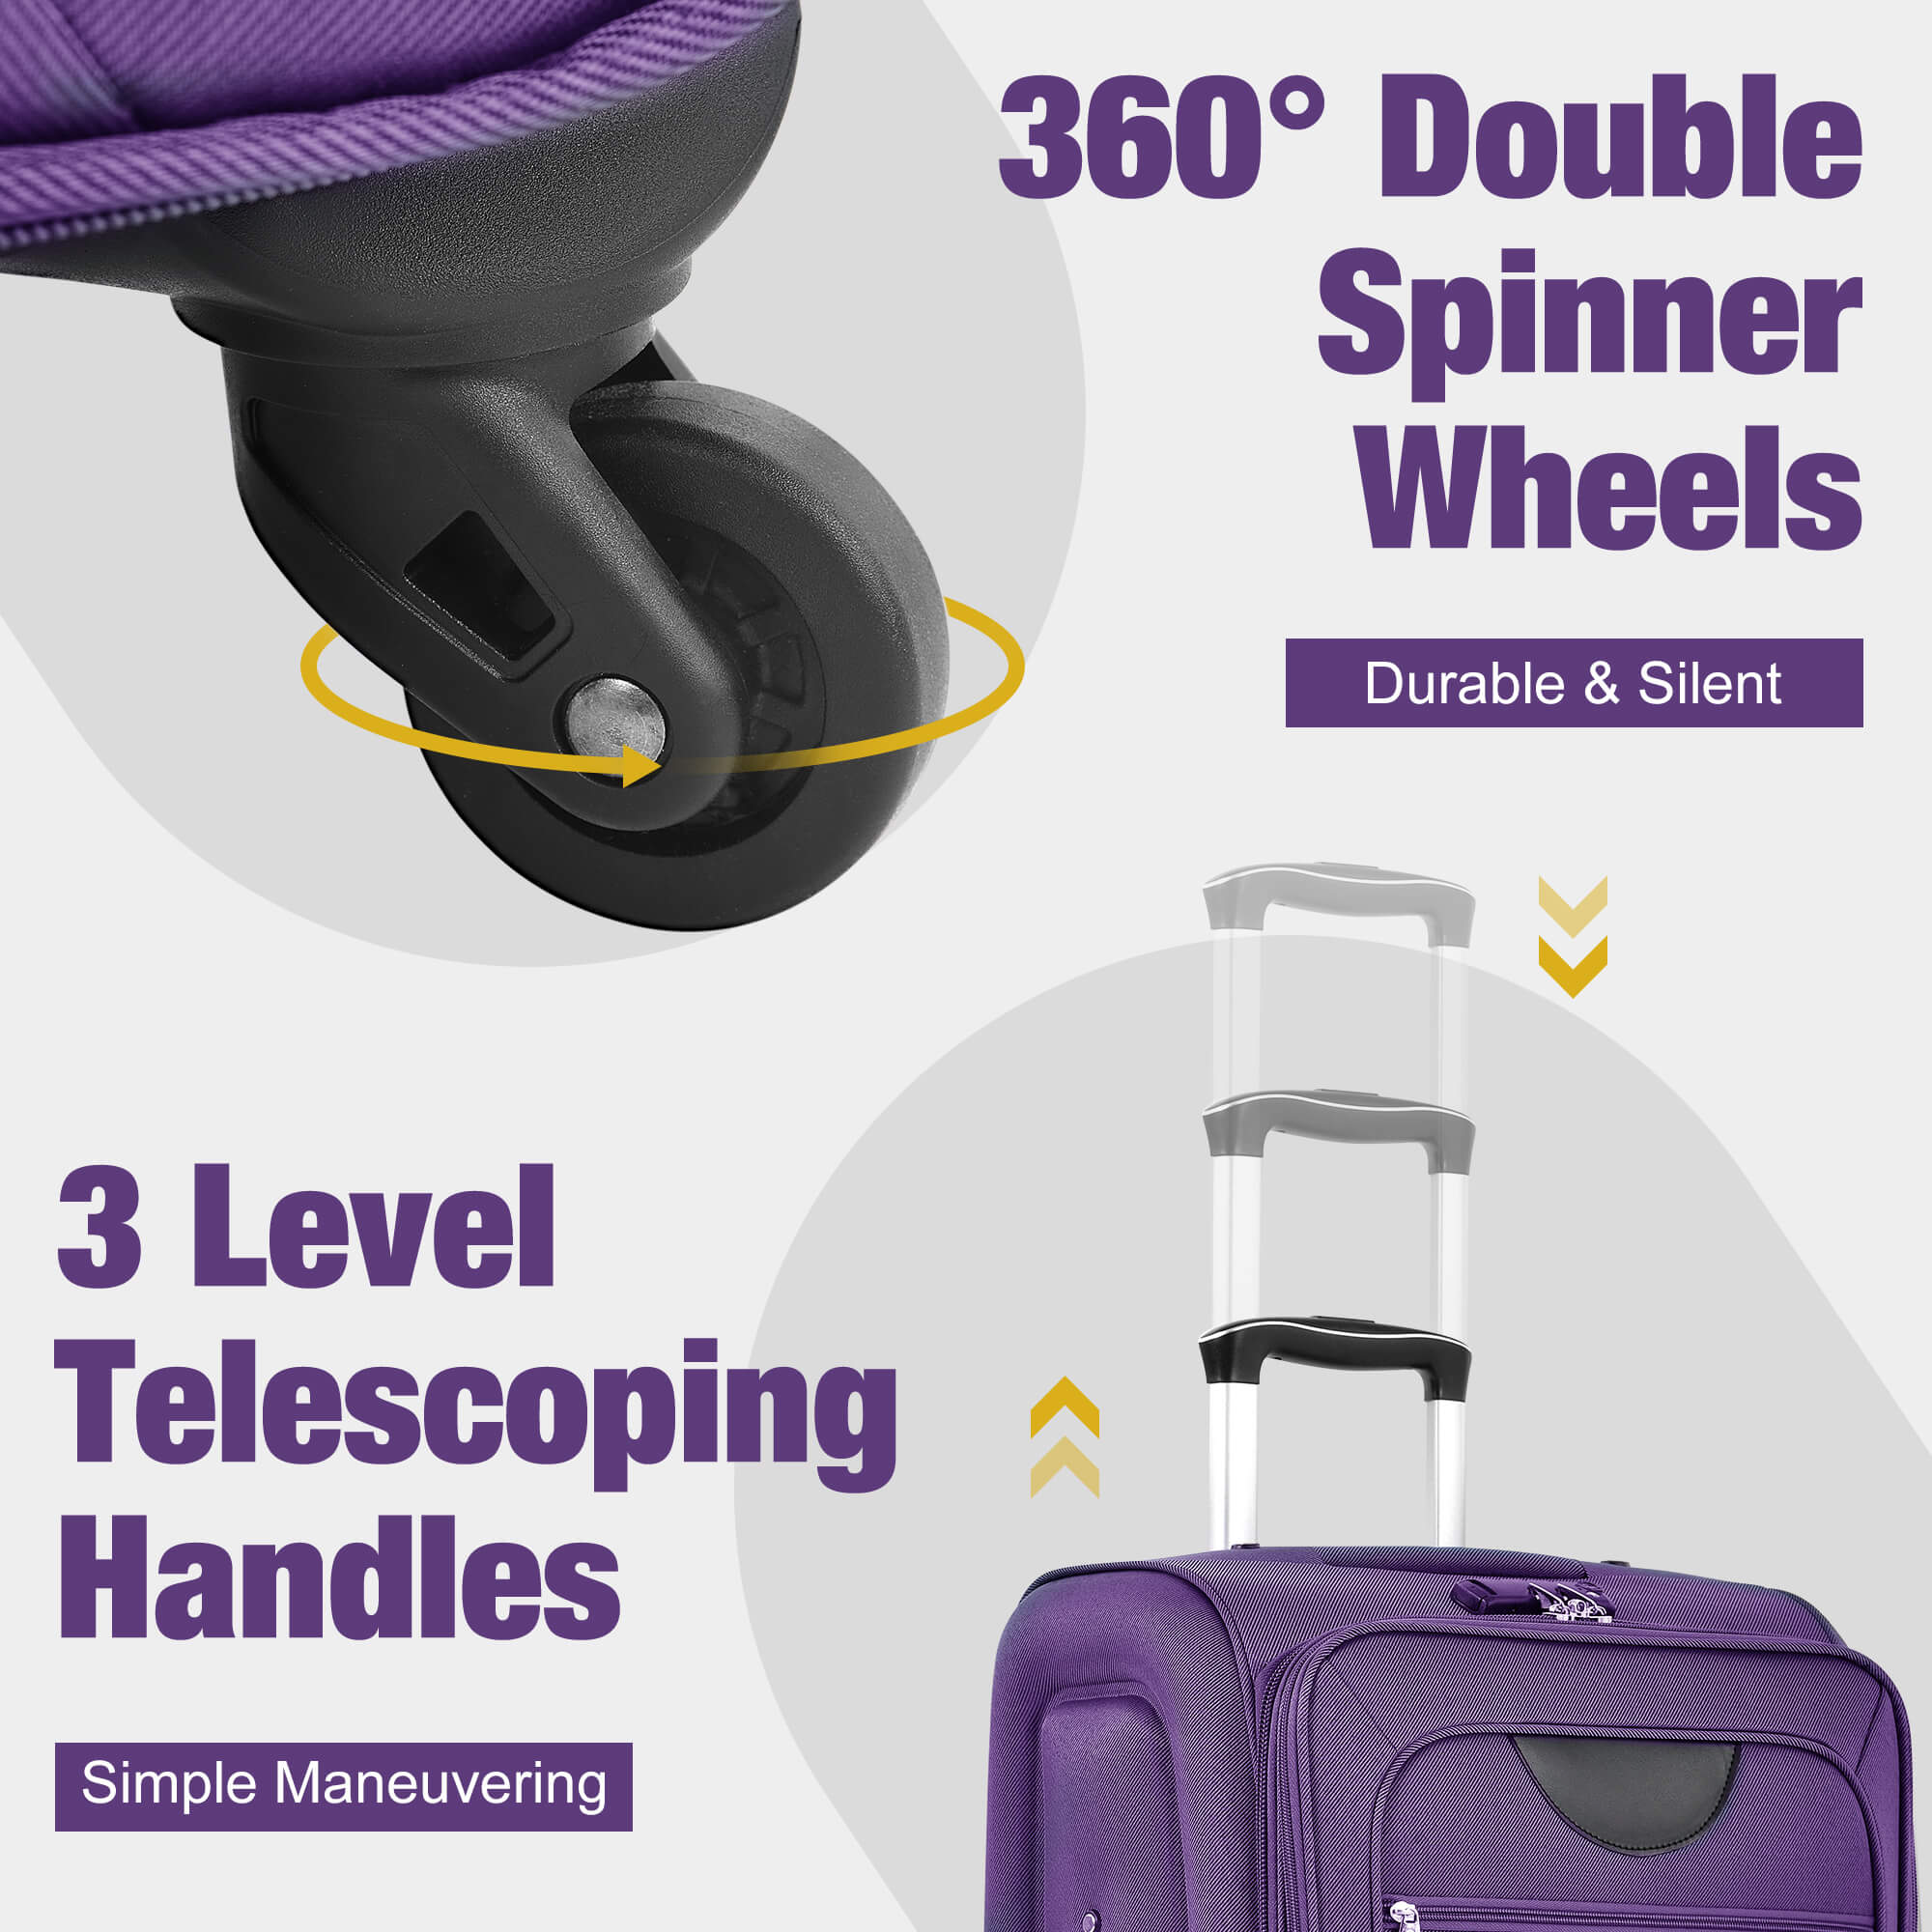 360° Double
Spinner
Wheels
Durable & Silent
3 Level
Telescoping
Handles
Simple Maneuvering